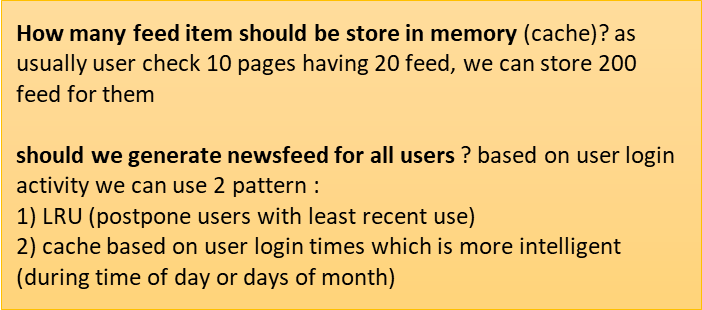 How many feed item should be store in memory (cache)? as
usually user check 10 pages having 20 feed, we can store 200
feed for them
should we generate newsfeed for all users ? based on user login
activity we can use 2 pattern :
1) LRU (postpone users with least recent use)
2) cache based on user login times which is more intelligent
(during time of day or days of month)